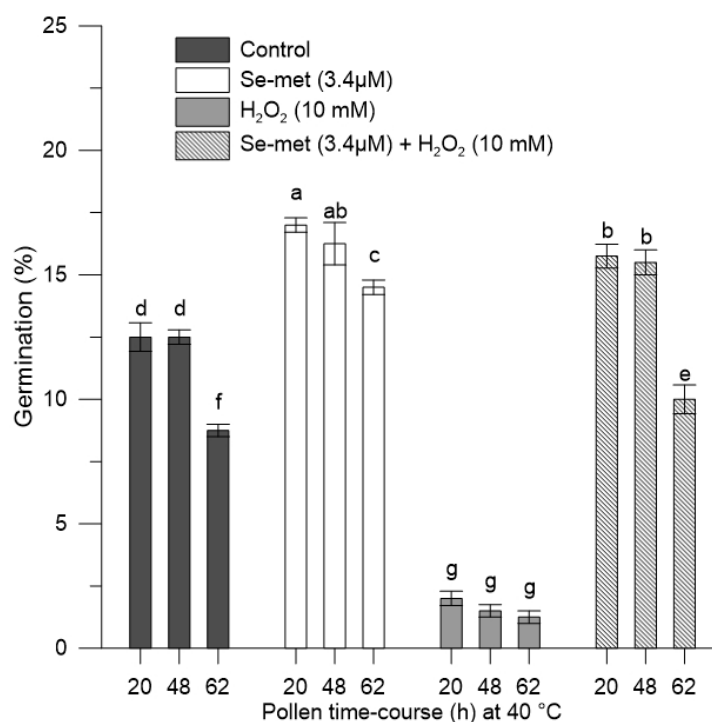 25
20
15
10
5
0
Germination (%)
Control
Se-met (3.4µM)
H₂O₂ (10 mM)
Se-met (3.4µM) + H₂O₂ (10 mM)
d d f
a ab c
g g g
b b e
20 48 62 20 48 62 20 48 62 20 48 62
Pollen time-course (h) at 40 °C